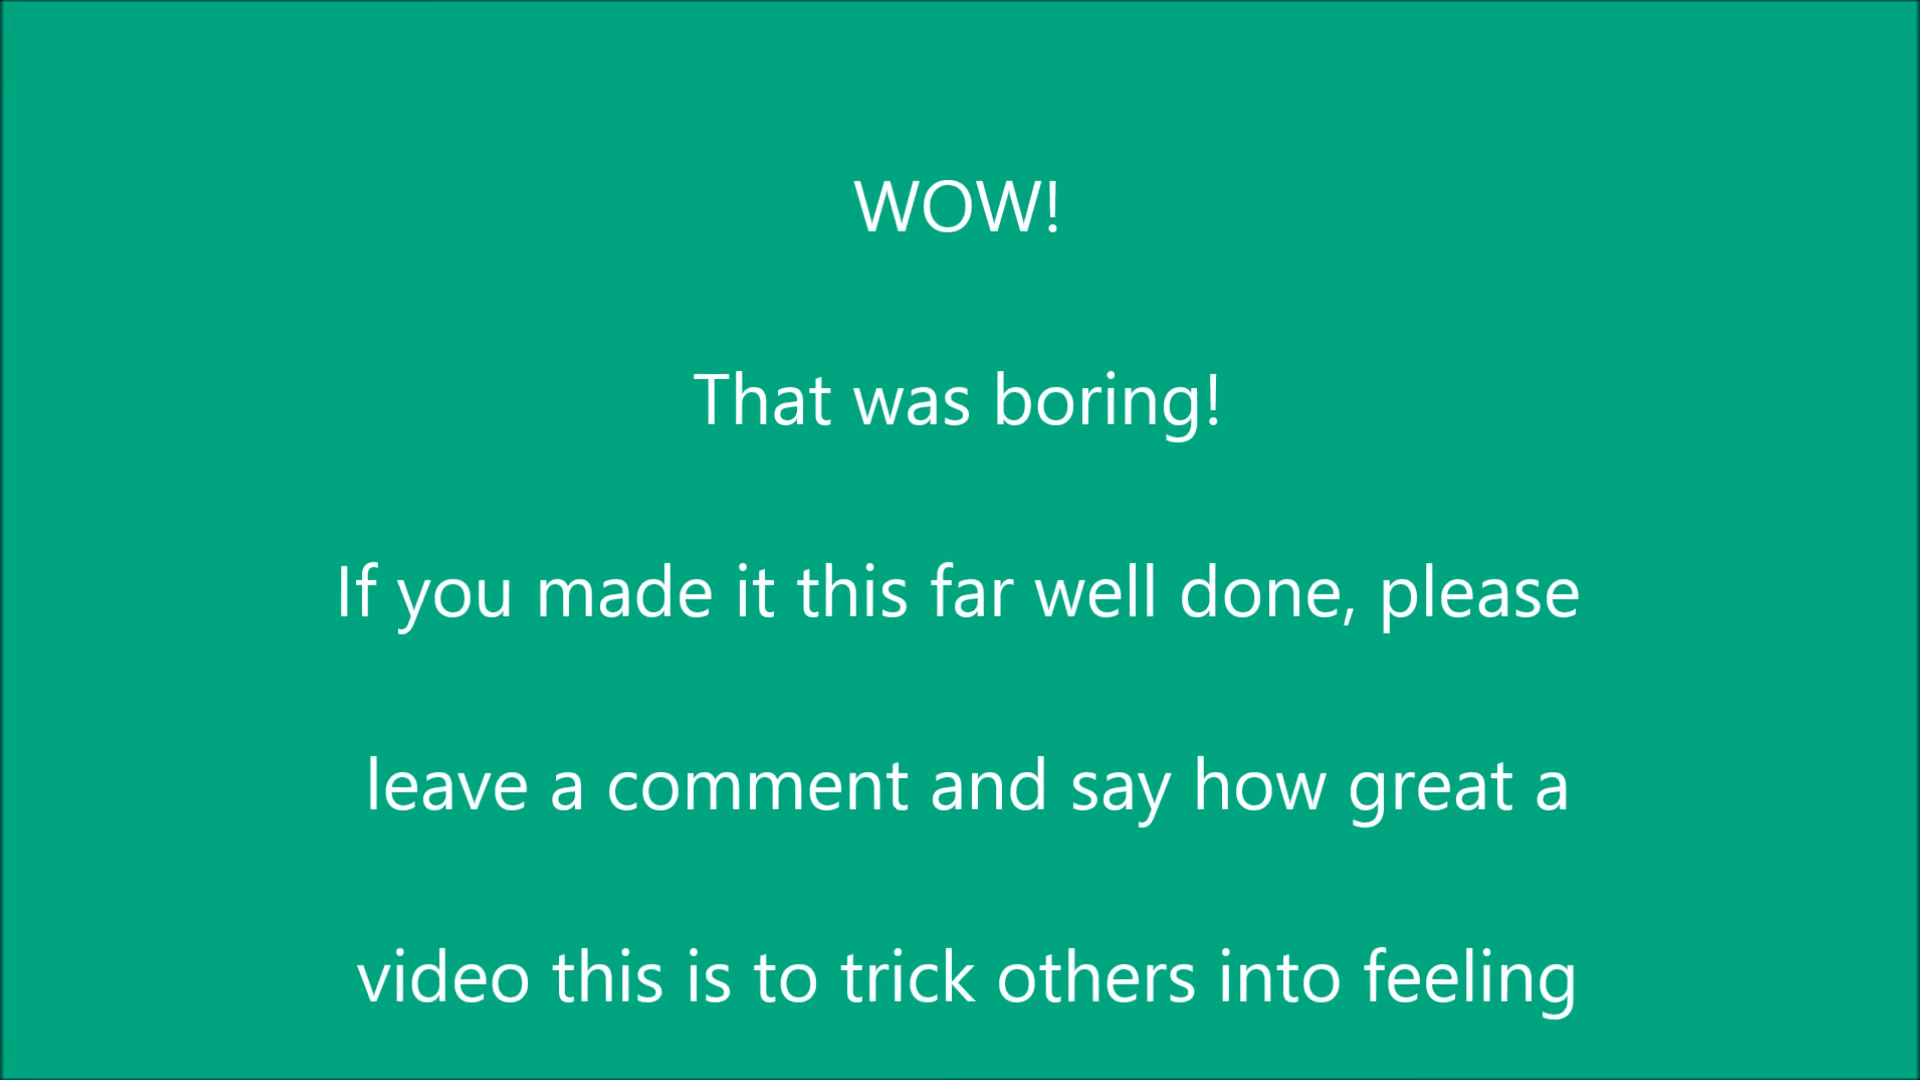 WOW!
That was boring!
If you made it this far well done, please
leave a comment and say how great a
video this is to trick others into feeling